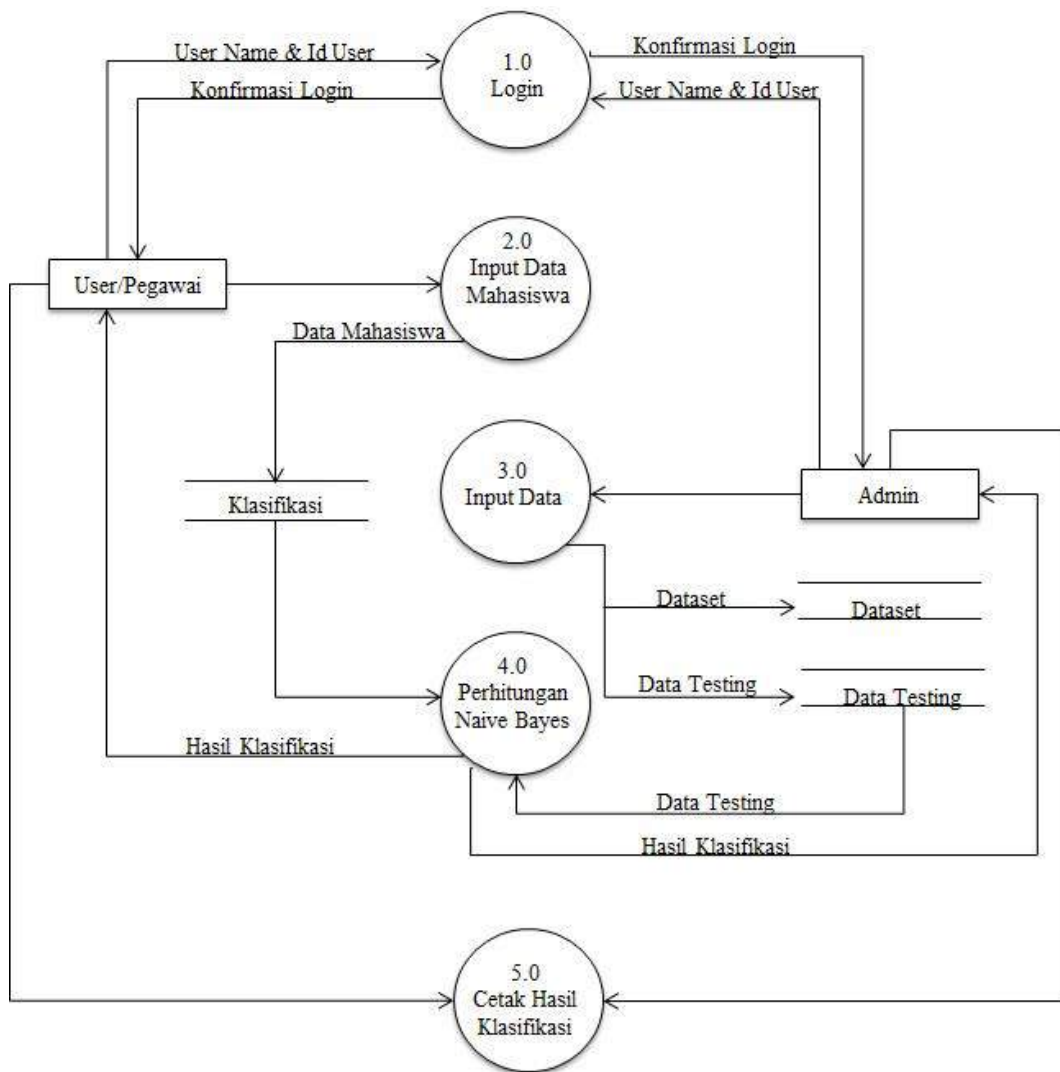 User Name & Id User
Konfirmasi Login
1.0
Login
Konfirmasi Login
User Name & Id User
User/Pegawai
2.0
Input Data
Mahasiswa
Data Mahasiswa
Klasifikasi
3.0
Input Data
Admin
Dataset
Dataset
4.0
Perhitungan
Naive Bayes
Data Testing
Data Testing
Hasil Klasifikasi
Data Testing
Hasil Klasifikasi
5.0
Cetak Hasil
Klasifikasi